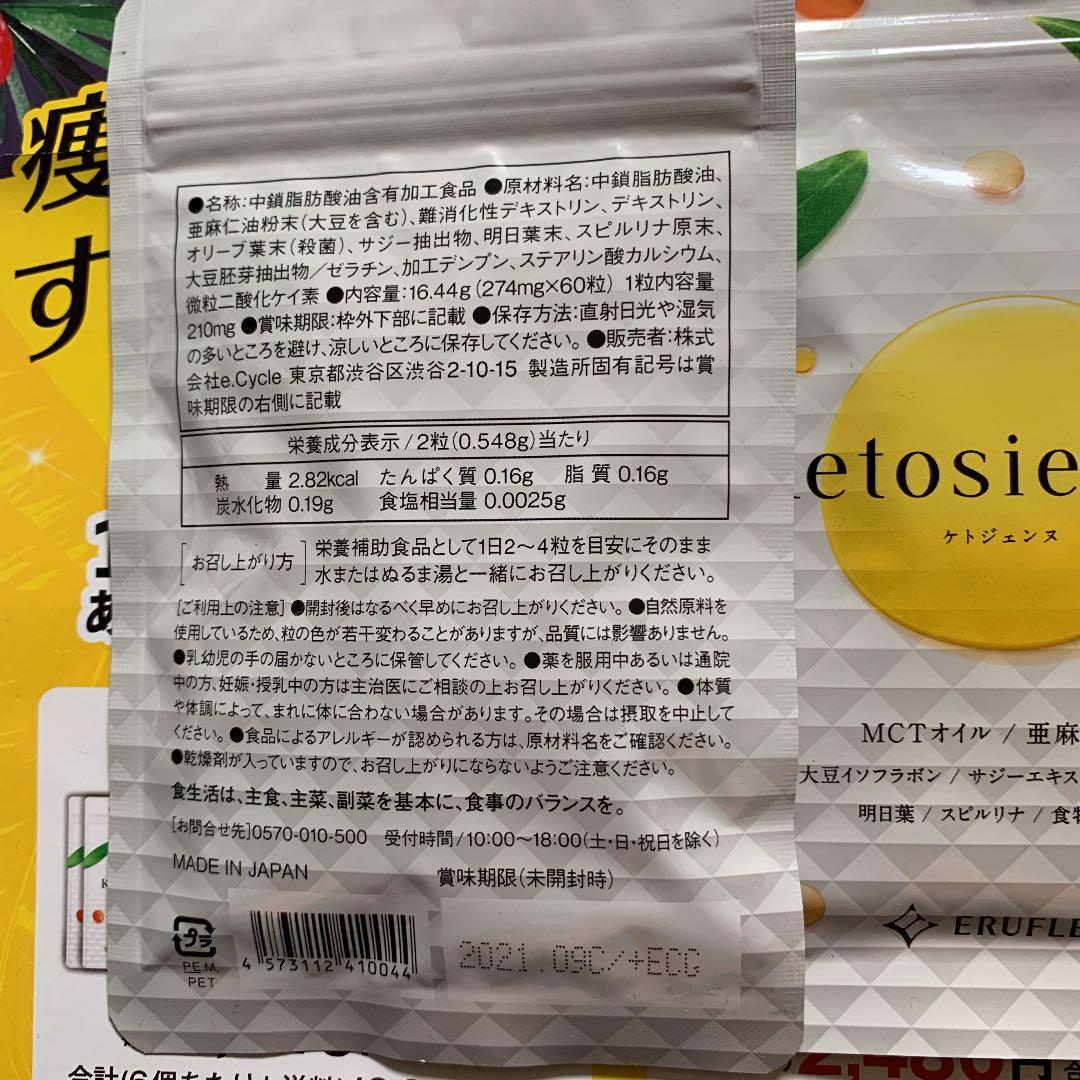 痩
す
●名称:中鎖脂肪酸油含有加工食品 ●原材料名:中鎖脂肪酸油、
亜麻仁油粉末(大豆を含む)、難消化性デキストリン、デキストリン、
オリーブ葉末(殺菌)、サジー抽出物、明日葉末、スピルリナ原末、
大豆胚芽抽出物/ゼラチン、加工デンプン、ステアリン酸カルシウム、
微粒二酸化ケイ素 ●内容量:16.44g(274mg×60粒) 1粒内容量
210mg ●賞味期限:枠外下部に記載 ●保存方法:直射日光や湿気
の多いところを避け、涼しいところに保存してください。 ●販売者:株式
会社e.Cycle 東京都渋谷区渋谷2-10-15 製造所固有記号は賞
味期限の右側に記載
栄養成分表示/2粒(0.548g)当たり
熱 量 2.82kcal たんぱく質 0.16g 脂質 0.16g
炭水化物 0.19g 食塩相当量 0.0025g
[お召し上がり方] 栄養補助食品として1日2〜4粒を目安にそのまま
水またはぬるま湯と一緒にお召し上がりください。
[ご利用上の注意] ●開封後はなるべく早めにお召し上がりください。 ●自然原料を
使用しているため、粒の色が若干変わることがありますが、品質には影響ありません。
●乳幼児の手の届かないところに保管してください。 ●薬を服用中あるいは通院
中の方、妊娠・授乳中の方は主治医にご相談の上お召し上がりください。 ●体質
や体調によって、まれに体に合わない場合があります。その場合は摂取を中止して
ください。 ●食品によるアレルギーが認められる方は、原材料名をご確認ください。
●乾燥剤が入っていますので、お召し上がりにならないようご注意ください。
食生活は、主食、主菜、副菜を基本に、食事のバランスを。
[お問合せ先]0570-010-500 受付時間/10:00〜18:00(土・日・祝日を除く)
MADE IN JAPAN
賞味期限(未開封時)
プラ
PE.M,
PET
4 573112 410044
2021.09C/+ECG
etosie
ケトジェンヌ
MCTオイル / 亜麻
大豆イソフラボン / サジーエキス
明日葉 / スピルリナ / 食物
ERUFLE
2,480円